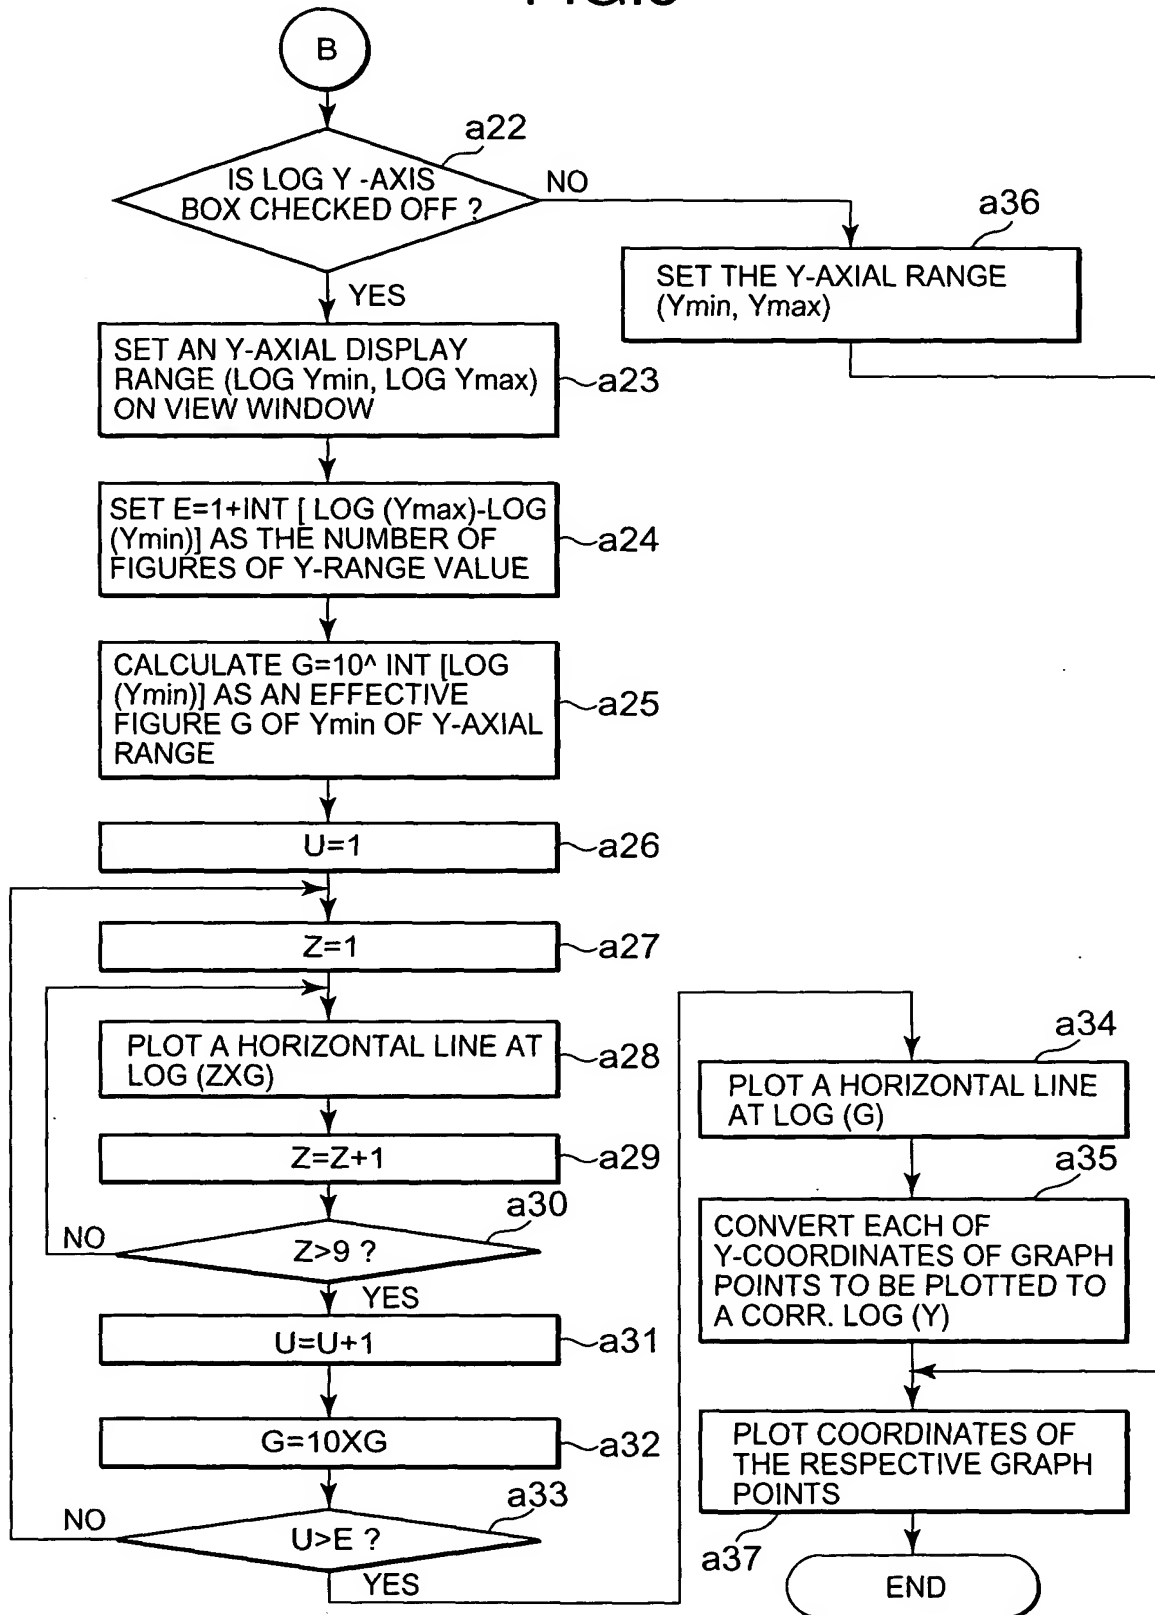 B
a22
IS LOG Y -AXIS
BOX CHECKED OFF ?
NO
YES
a36
SET THE Y-AXIAL RANGE
(Ymin, Ymax)
SET AN Y-AXIAL DISPLAY
RANGE (LOG Ymin, LOG Ymax)
ON VIEW WINDOW
a23
SET E=1+INT [ LOG (Ymax)-LOG
(Ymin)] AS THE NUMBER OF
FIGURES OF Y-RANGE VALUE
a24
CALCULATE G=10^ INT [LOG
(Ymin)] AS AN EFFECTIVE
FIGURE G OF Ymin OF Y-AXIAL
RANGE
a25
U=1
a26
Z=1
a27
PLOT A HORIZONTAL LINE AT
LOG (ZXG)
a28
Z=Z+1
a29
a30
Z>9 ?
NO
YES
U=U+1
a31
G=10XG
a32
a33
U>E ?
NO
YES
a34
PLOT A HORIZONTAL LINE
AT LOG (G)
a35
CONVERT EACH OF
Y-COORDINATES OF GRAPH
POINTS TO BE PLOTTED TO
A CORR. LOG (Y)
PLOT COORDINATES OF
THE RESPECTIVE GRAPH
POINTS
a37
END